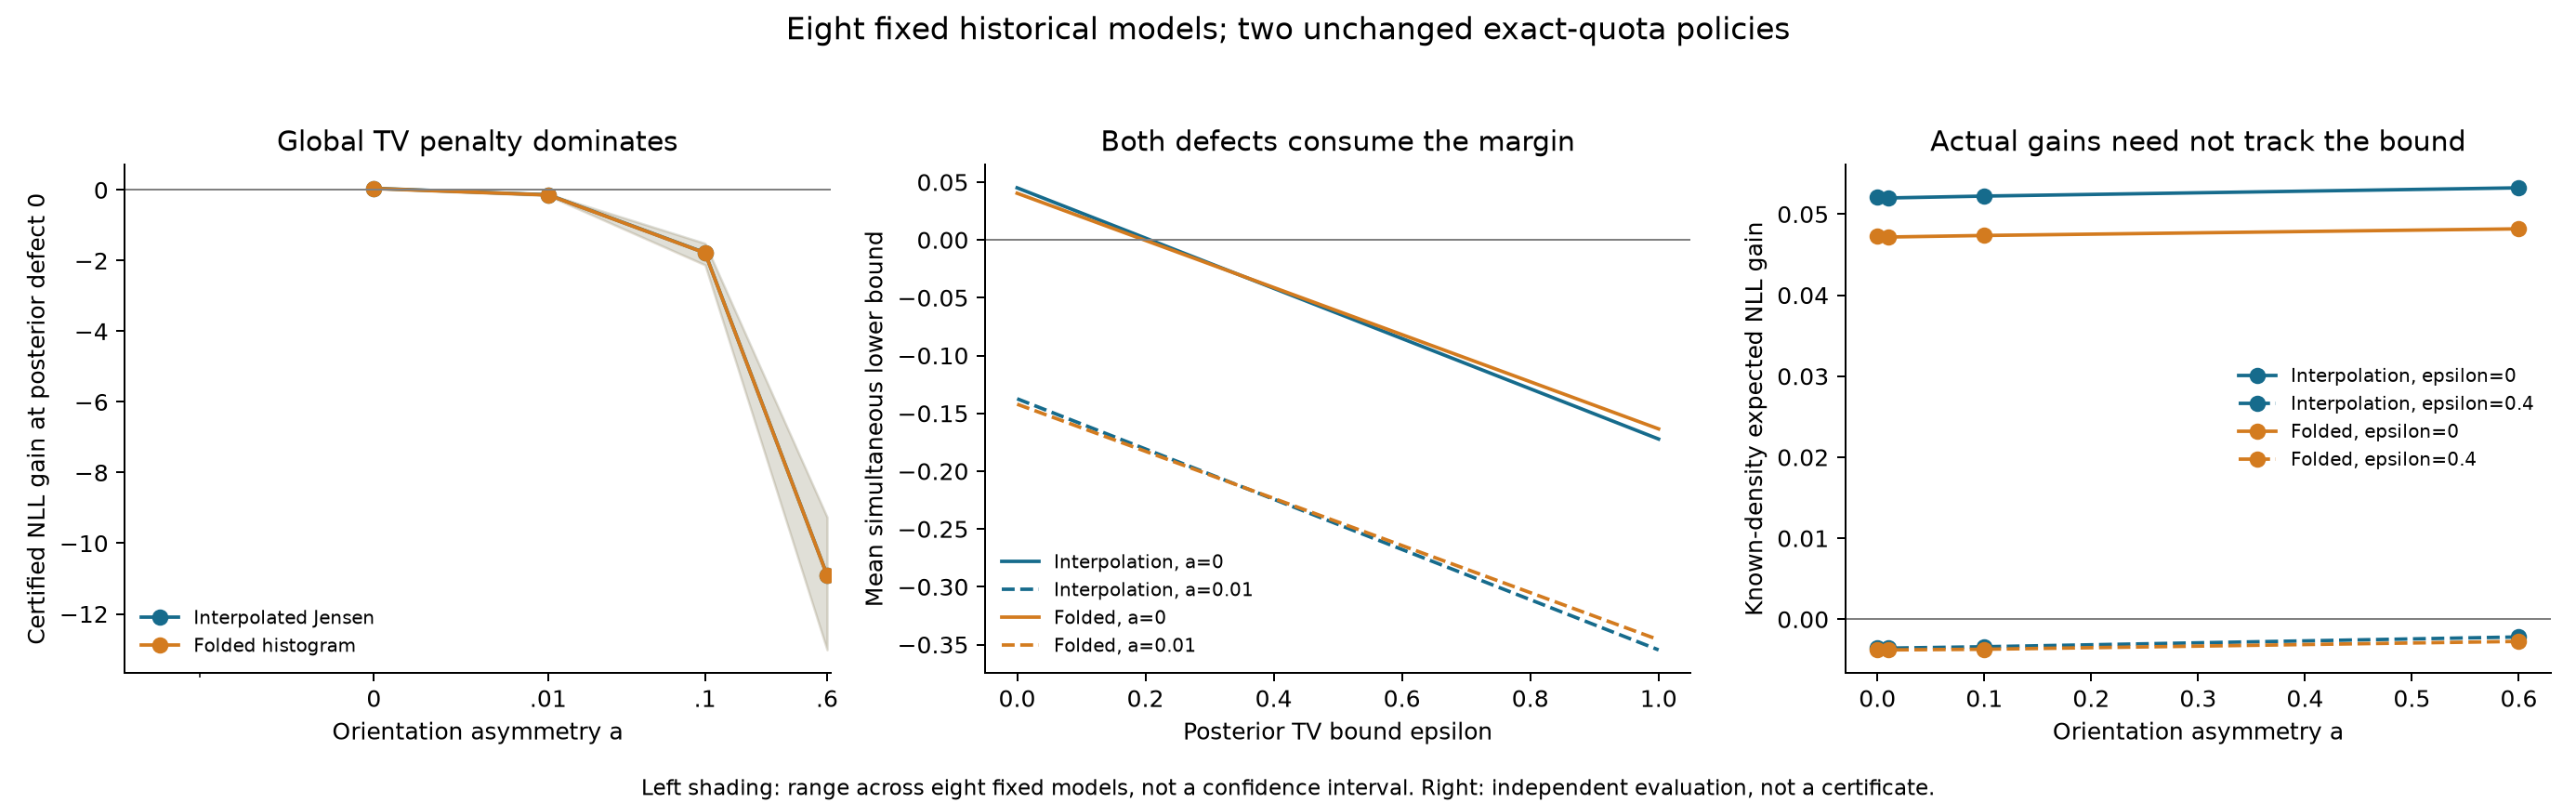 Eight fixed historical models; two unchanged exact-quota policies
Global TV penalty dominates
Certified NLL gain at posterior defect 0
0
−2
−4
−6
−8
−10
−12
Interpolated Jensen
Folded histogram
0
.01
.1
.6
Orientation asymmetry a
Both defects consume the margin
Mean simultaneous lower bound
0.05
0.00
−0.05
−0.10
−0.15
−0.20
−0.25
−0.30
−0.35
Interpolation, a=0
Interpolation, a=0.01
Folded, a=0
Folded, a=0.01
0.0
0.2
0.4
0.6
0.8
1.0
Posterior TV bound epsilon
Actual gains need not track the bound
Known-density expected NLL gain
0.05
0.04
0.03
0.02
0.01
0.00
Interpolation, epsilon=0
Interpolation, epsilon=0.4
Folded, epsilon=0
Folded, epsilon=0.4
0.0
0.1
0.2
0.3
0.4
0.5
0.6
Orientation asymmetry a
Left shading: range across eight fixed models, not a confidence interval. Right: independent evaluation, not a certificate.